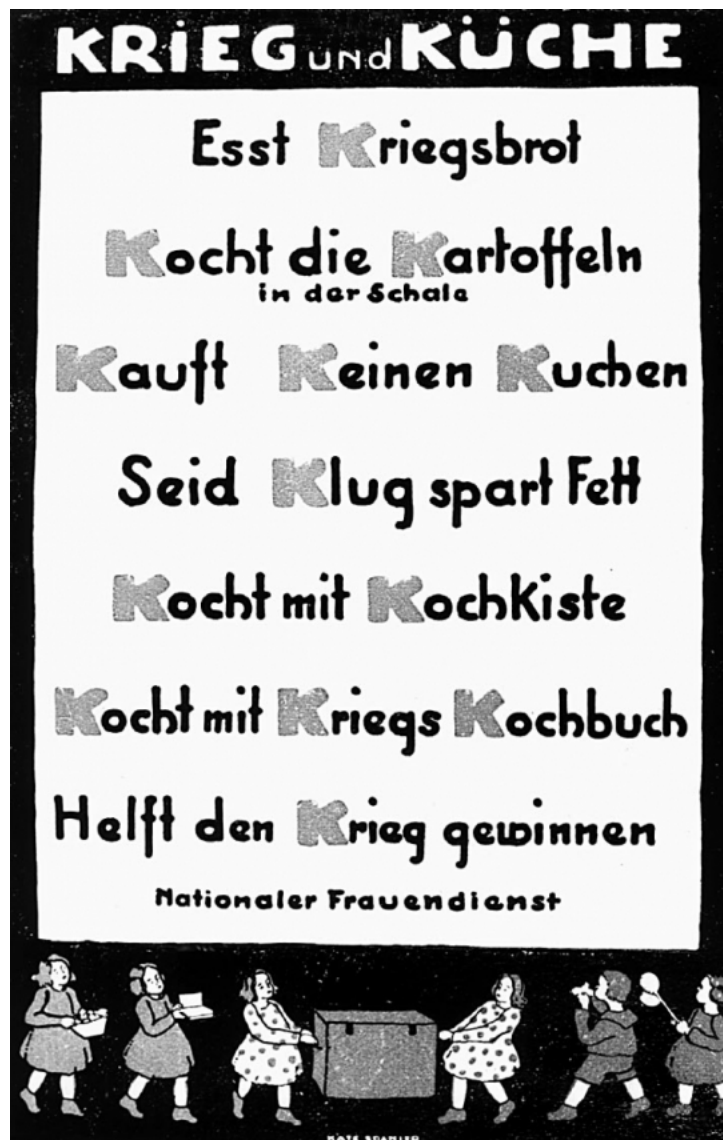 KRiEG und KÜCHE
Esst Kriegsbrot
Kocht die Kartoffeln
in der Schale
Kauft Keinen Kuchen
Seid Klug spart Fett
Kocht mit KochKiste
Kocht mit Kriegs Kochbuch
Helft den Krieg gewinnen
Nationaler Frauendienst